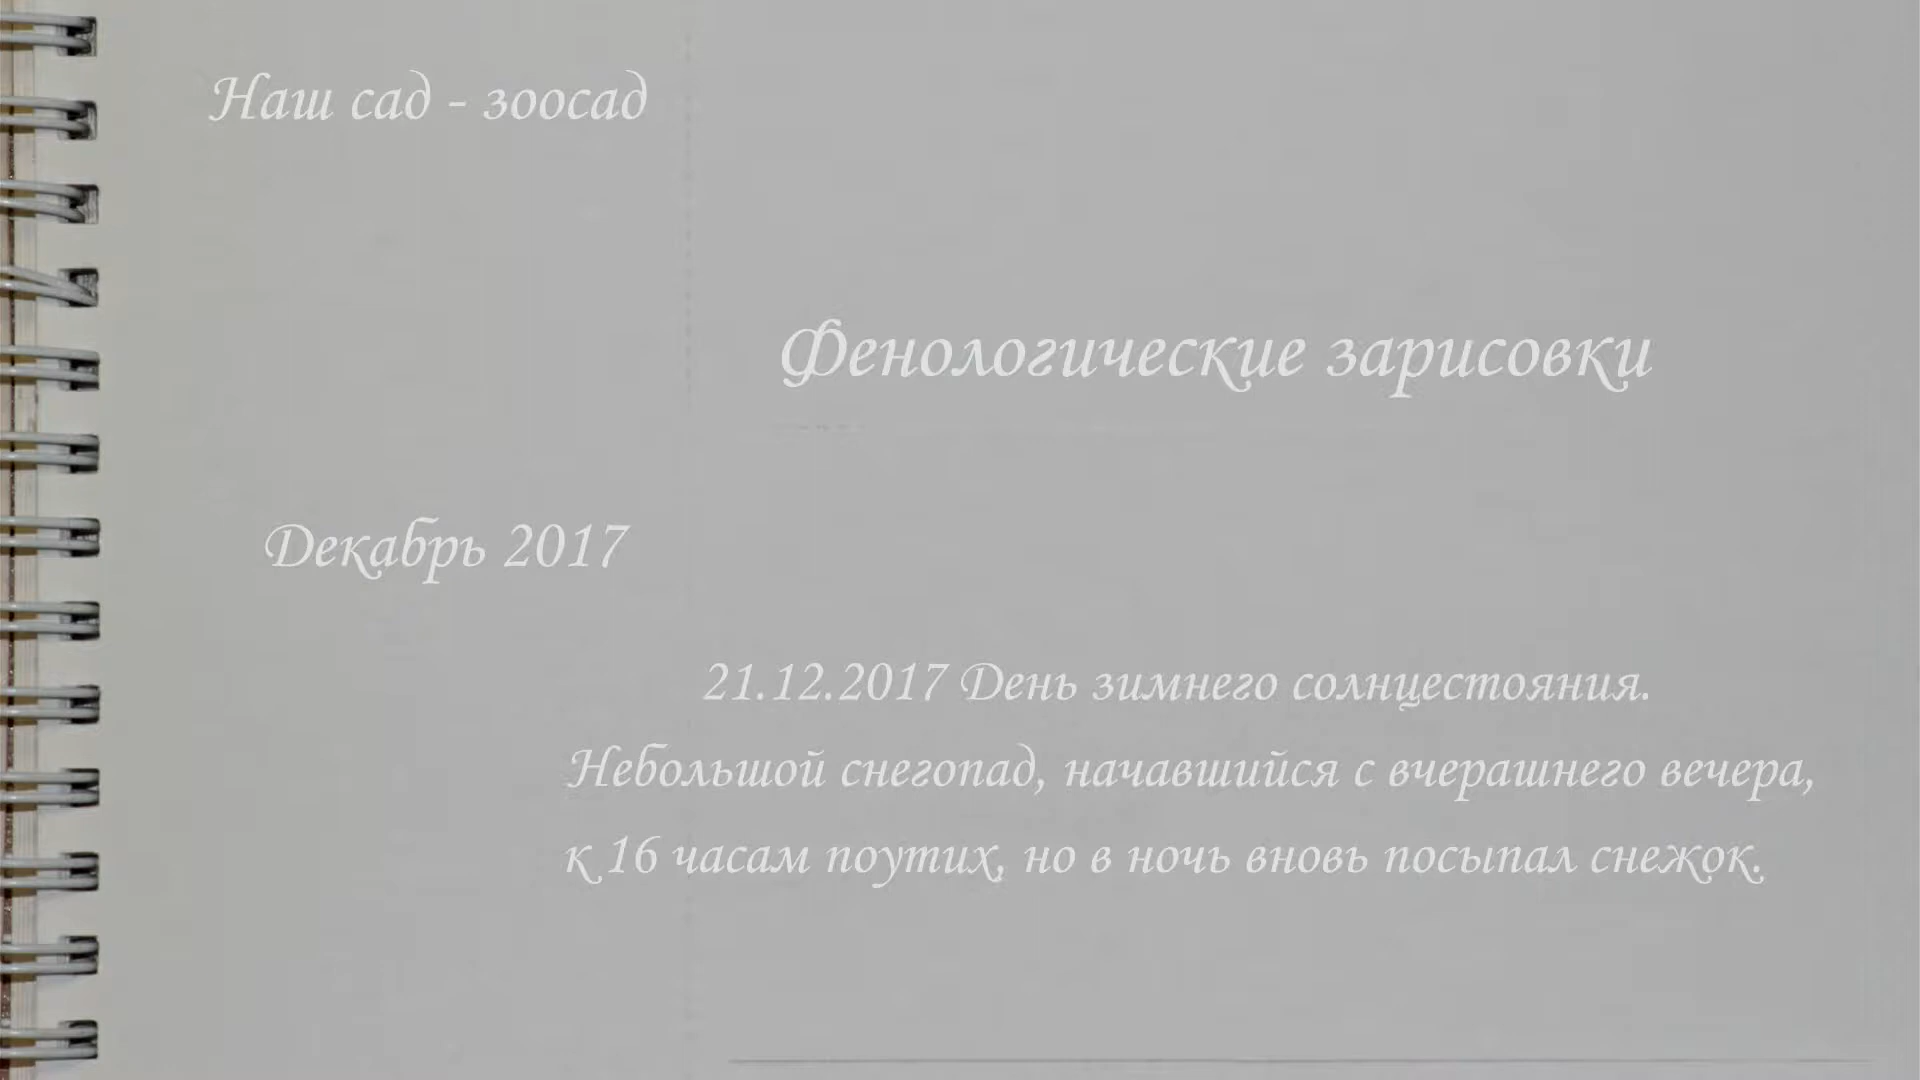 Наш сад - зоосад
Фенологические зарисовки
Декабрь 2017
21.12.2017 День зимнего солнцестояния.
Небольшой снегопад, начавшийся с вчерашнего вечера,
к 16 часам поутих, но в ночь вновь посыпал снежок.